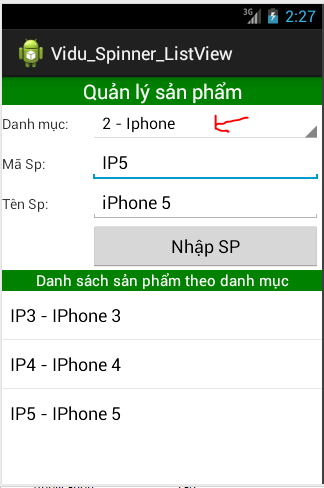 3G 2:27
Vidu_Spinner_ListView
Quản lý sản phẩm
Danh mục: 2 - Iphone
Mã Sp: IP5
Tên Sp: iPhone 5
Nhập SP
Danh sách sản phẩm theo danh mục
IP3 - IPhone 3
IP4 - IPhone 4
IP5 - IPhone 5